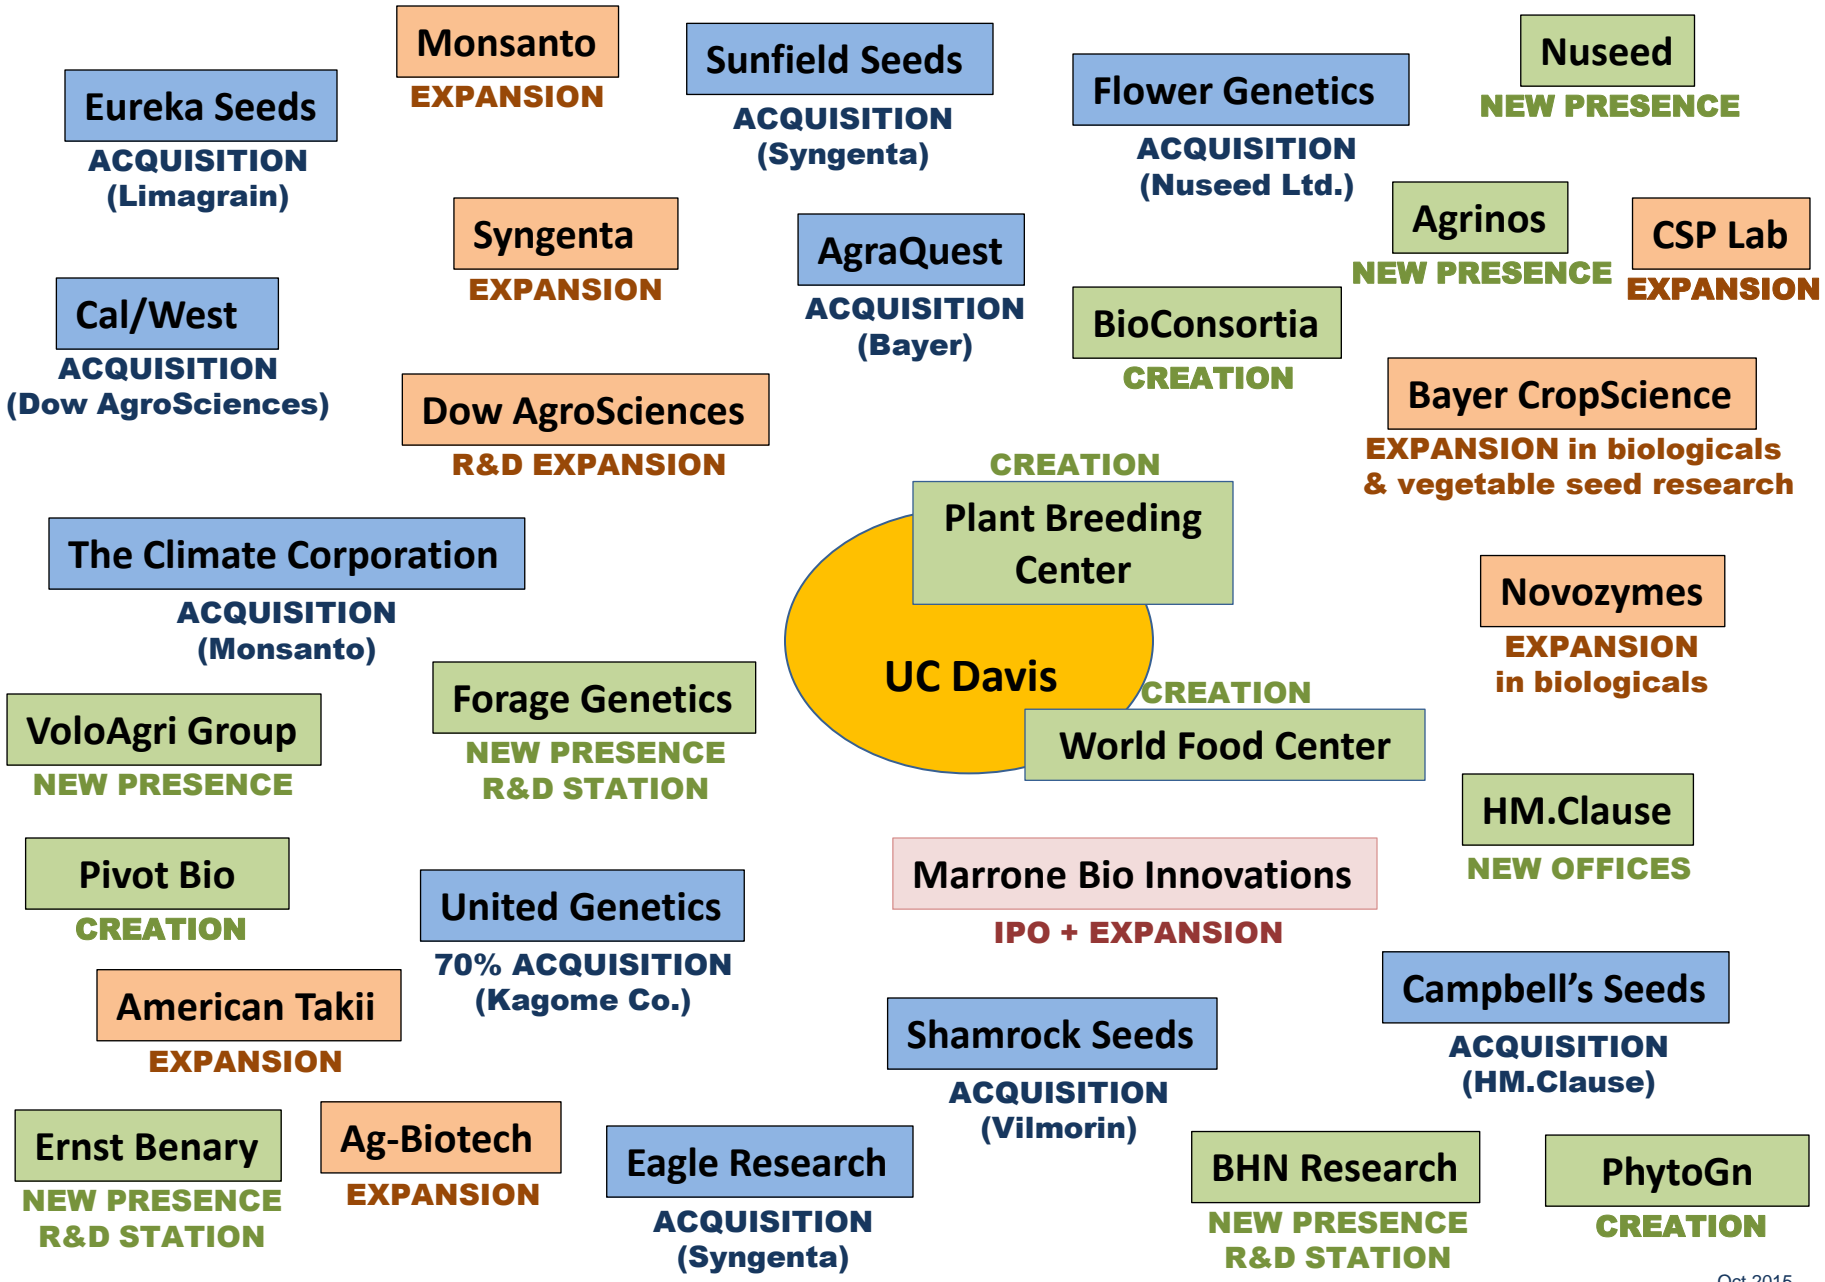 Monsanto
EXPANSION
Sunfield Seeds
ACQUISITION
(Syngenta)
Flower Genetics
ACQUISITION
(Nuseed Ltd.)
Nuseed
NEW PRESENCE
Eureka Seeds
ACQUISITION
(Limagrain)
Syngenta
EXPANSION
AgraQuest
ACQUISITION
(Bayer)
Agrinos
NEW PRESENCE
CSP Lab
EXPANSION
Cal/West
ACQUISITION
(Dow AgroSciences)
BioConsortia
CREATION
Dow AgroSciences
R&D EXPANSION
Bayer CropScience
EXPANSION in biologicals
& vegetable seed research
CREATION
Plant Breeding
Center
The Climate Corporation
ACQUISITION
(Monsanto)
Novozymes
EXPANSION
in biologicals
UC Davis
CREATION
World Food Center
Forage Genetics
NEW PRESENCE
R&D STATION
VoloAgri Group
NEW PRESENCE
HM.Clause
NEW OFFICES
Pivot Bio
CREATION
United Genetics
70% ACQUISITION
(Kagome Co.)
Marrone Bio Innovations
IPO + EXPANSION
American Takii
EXPANSION
Shamrock Seeds
ACQUISITION
(Vilmorin)
Campbell's Seeds
ACQUISITION
(HM.Clause)
Ernst Benary
NEW PRESENCE
R&D STATION
Ag-Biotech
EXPANSION
Eagle Research
ACQUISITION
(Syngenta)
BHN Research
NEW PRESENCE
R&D STATION
PhytoGn
CREATION
Oct 2015